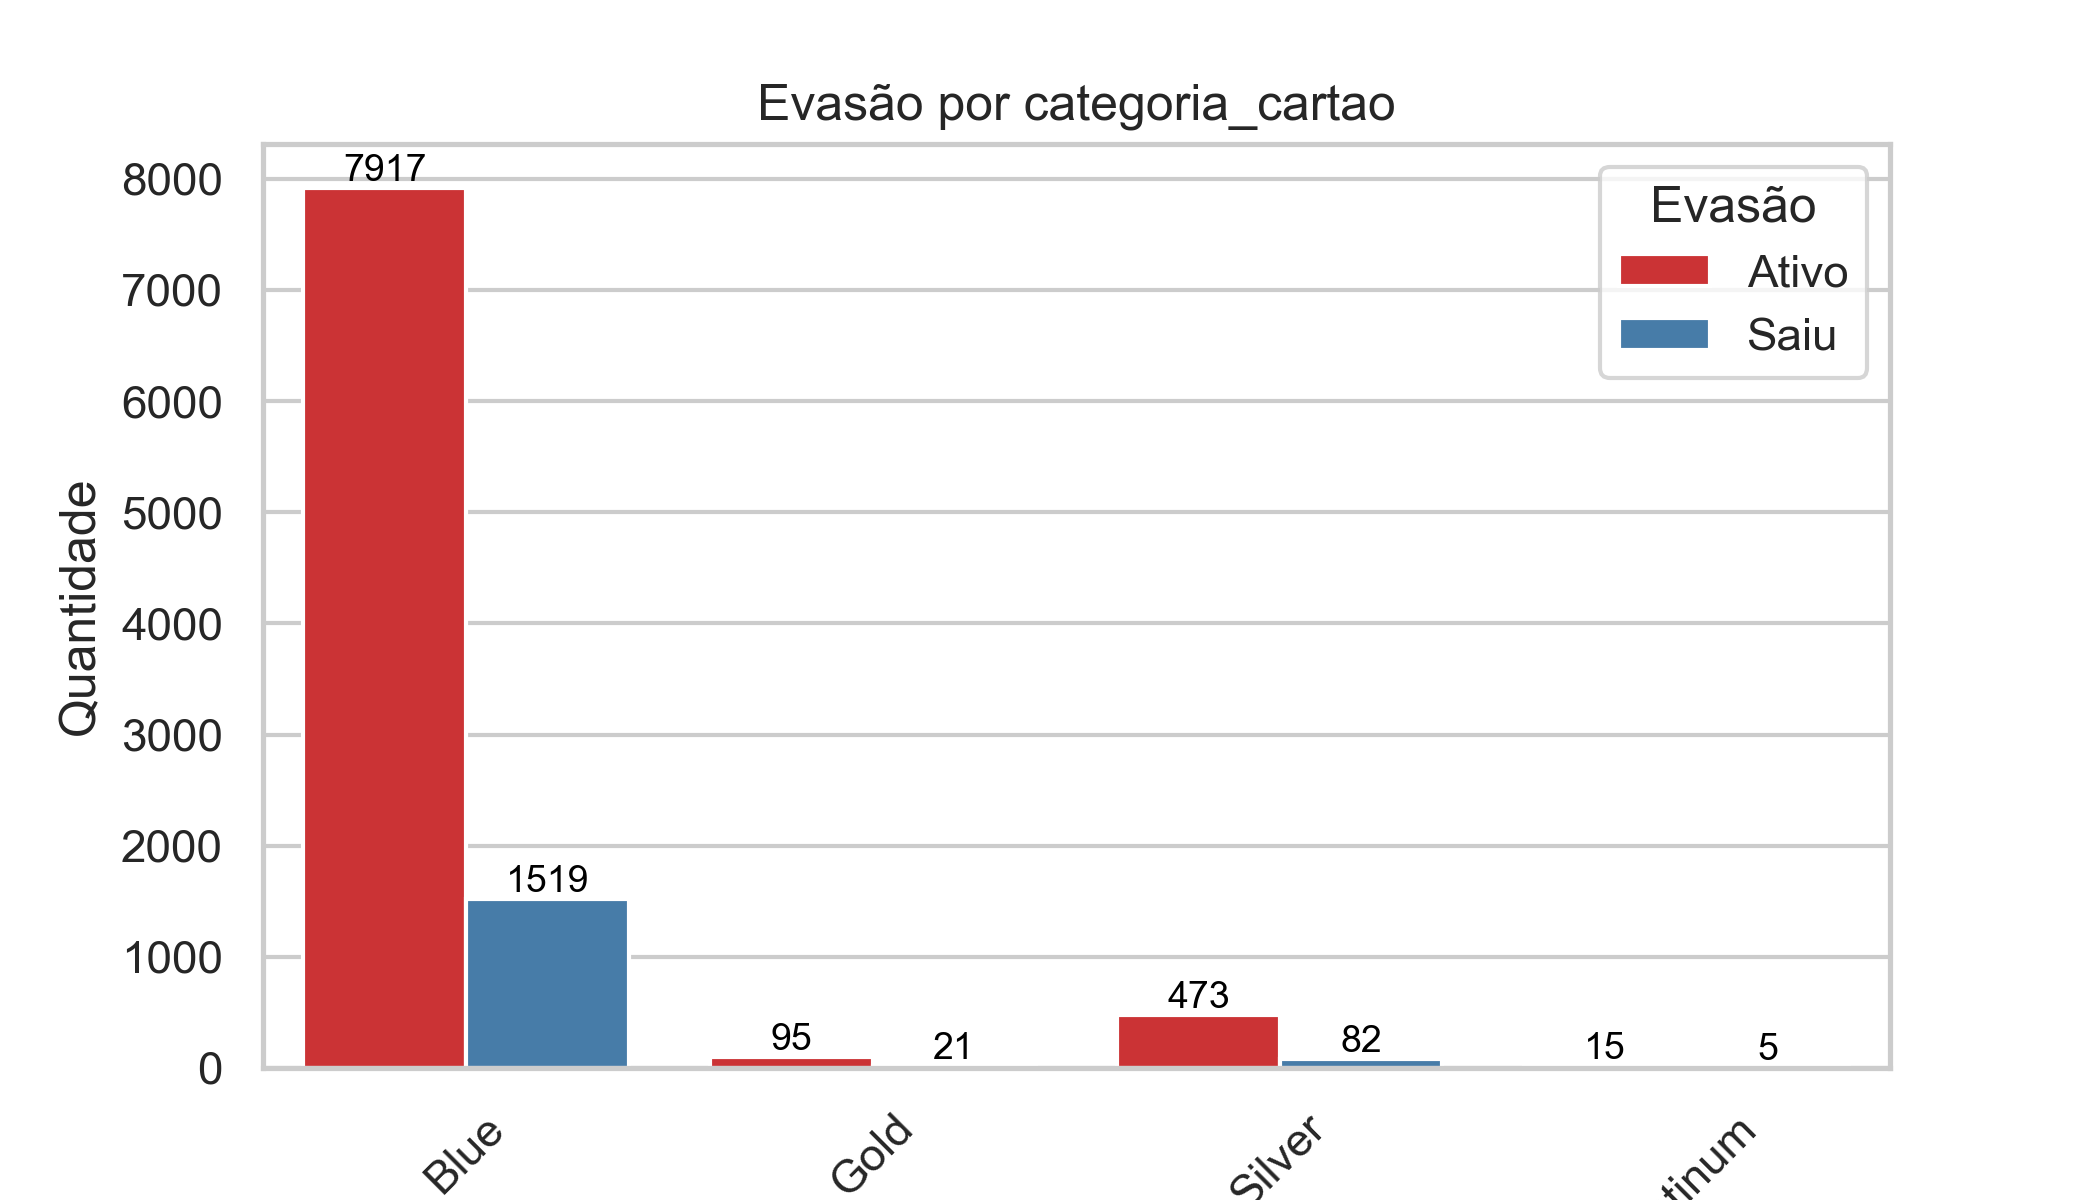 Evasão por categoria_cartao
Quantidade
8000
7000
6000
5000
4000
3000
2000
1000
0
7917
1519
95
21
473
82
15
5
Evasão
Ativo
Saiu
Blue
Gold
Silver
tinum